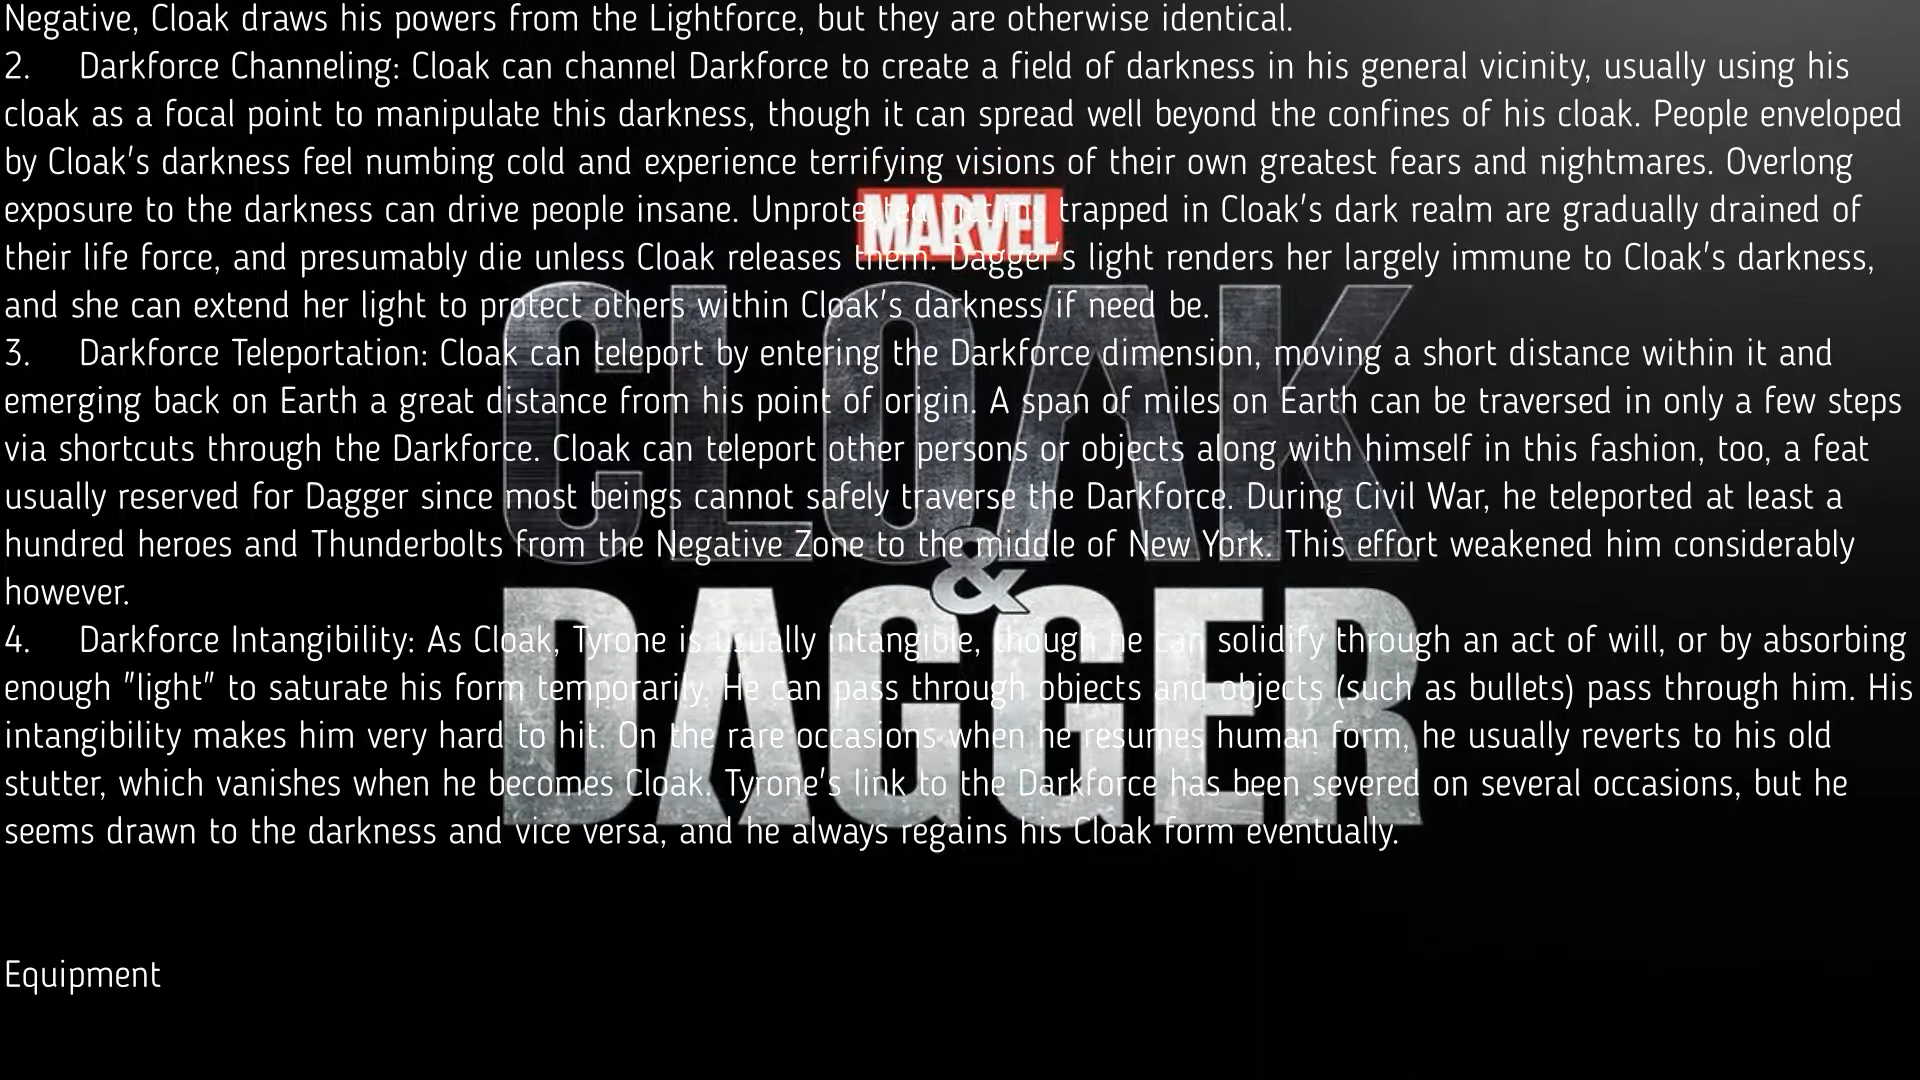 Negative, Cloak draws his powers from the Lightforce, but they are otherwise identical.
2. Darkforce Channeling: Cloak can channel Darkforce to create a field of darkness in his general vicinity, usually using his
cloak as a focal point to manipulate this darkness, though it can spread well beyond the confines of his cloak. People enveloped
by Cloak's darkness feel numbing cold and experience terrifying visions of their own greatest fears and nightmares. Overlong
exposure to the darkness can drive people insane. Unprotected victims trapped in Cloak's dark realm are gradually drained of
MARVEL
their life force, and presumably die unless Cloak releases them. Dagger's light renders her largely immune to Cloak's darkness,
and she can extend her light to protect others within Cloak's darkness if need be.
3. Darkforce Teleportation: Cloak can teleport by entering the Darkforce dimension, moving a short distance within it and
emerging back on Earth a great distance from his point of origin. A span of miles on Earth can be traversed in only a few steps
CLOAK
via shortcuts through the Darkforce. Cloak can teleport other persons or objects along with himself in this fashion, too, a feat
usually reserved for Dagger since most beings cannot safely traverse the Darkforce. During Civil War, he teleported at least a
hundred heroes and Thunderbolts from the Negative Zone to the middle of New York. This effort weakened him considerably
&
however.
4. Darkforce Intangibility: As Cloak, Tyrone is usually intangible, though he can solidify through an act of will, or by absorbing
enough "light" to saturate his form temporarily. He can pass through objects and objects (such as bullets) pass through him. His
DAGGER
intangibility makes him very hard to hit. On the rare occasions when he resumes human form, he usually reverts to his old
stutter, which vanishes when he becomes Cloak. Tyrone's link to the Darkforce has been severed on several occasions, but he
seems drawn to the darkness and vice versa, and he always regains his Cloak form eventually.
Equipment